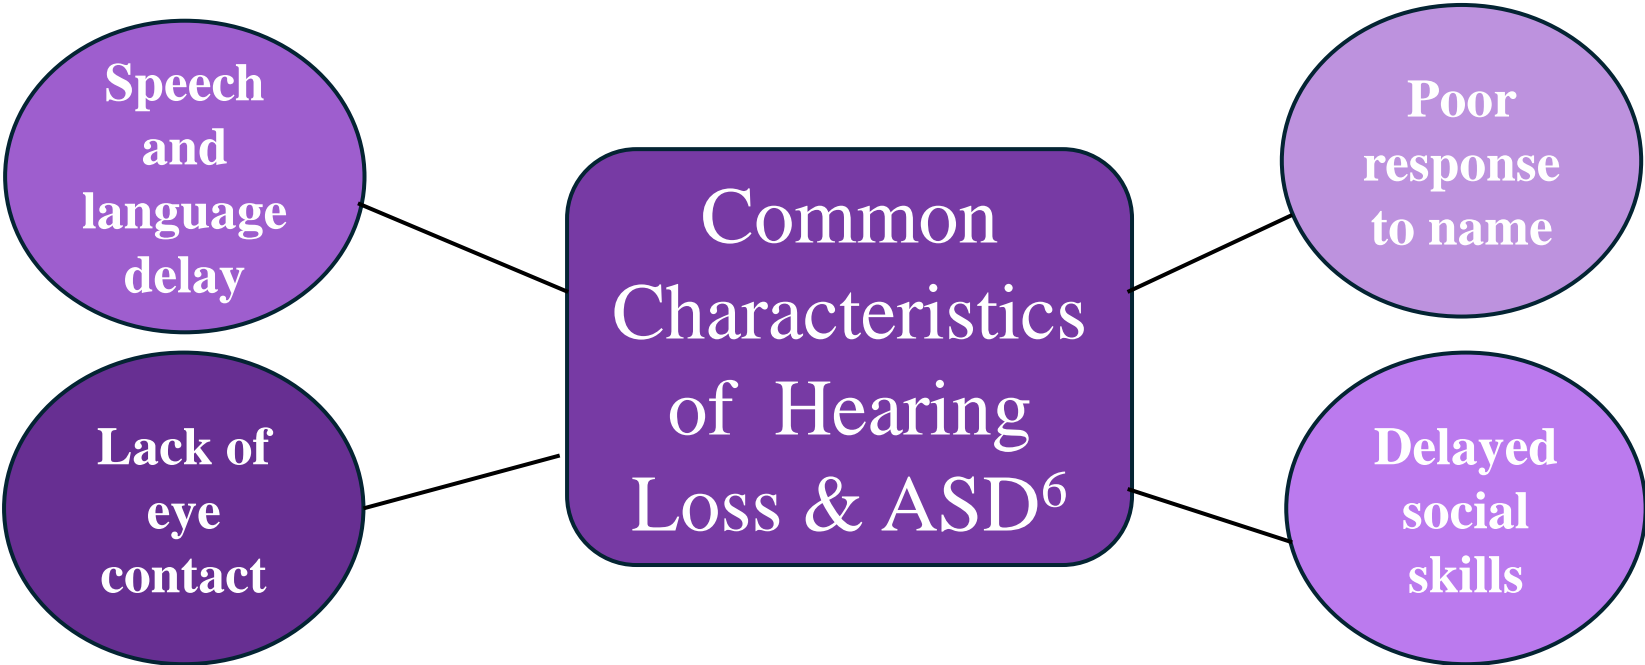 Speech
and
language
delay
Lack of
eye
contact
Common
Characteristics
of  Hearing
Loss & ASD⁶
Poor
response
to name
Delayed
social
skills